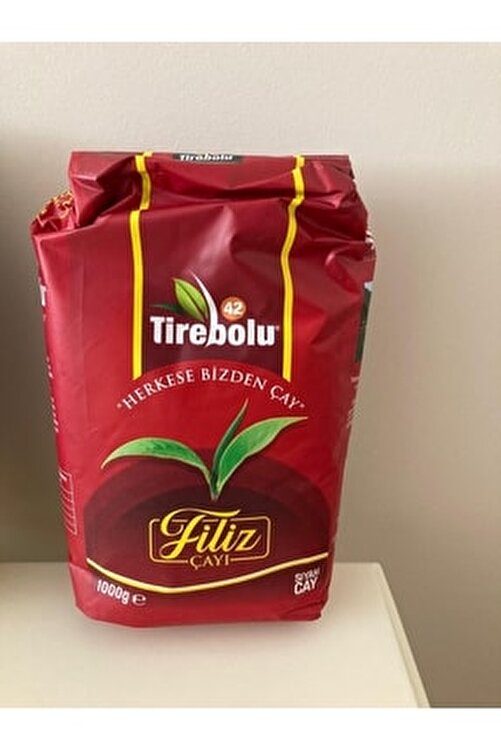 Tirebolu
42
Tirebolu®
"HERKESE BİZDEN ÇAY"
Filiz
ÇAYI
1000g ℮
SİYAH
ÇAY